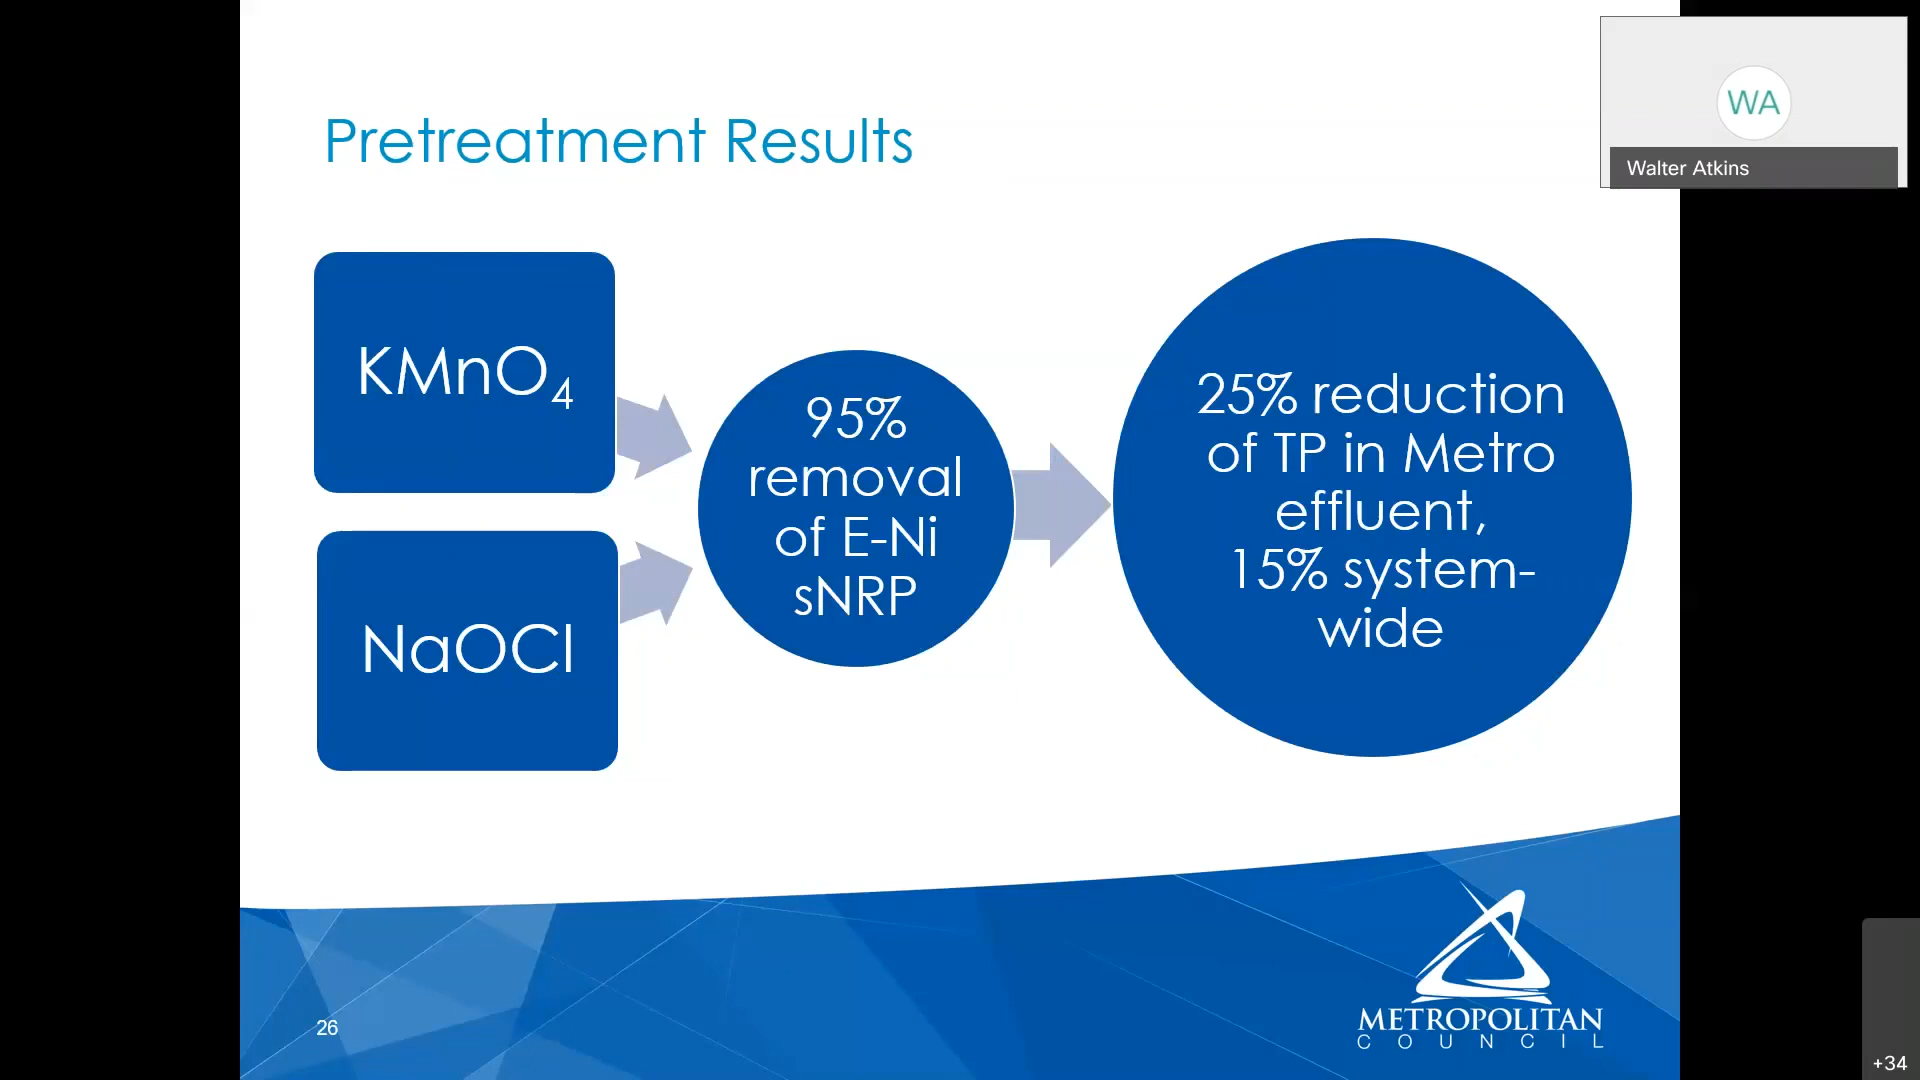 Pretreatment Results
WA
Walter Atkins
KMnO₄
NaOCl
95%
removal
of E-Ni
sNRP
25% reduction
of TP in Metro
effluent,
15% system-
wide
26
METROPOLITAN
COUNCIL
+34